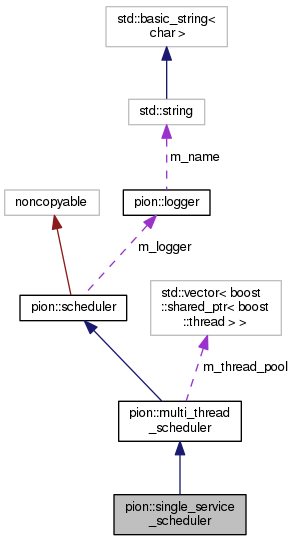 std::basic_string<
char >
std::string
m_name
noncopyable
pion::logger
m_logger
pion::scheduler
std::vector< boost
::shared_ptr< boost
::thread > >
m_thread_pool
pion::multi_thread
_scheduler
pion::single_service
_scheduler